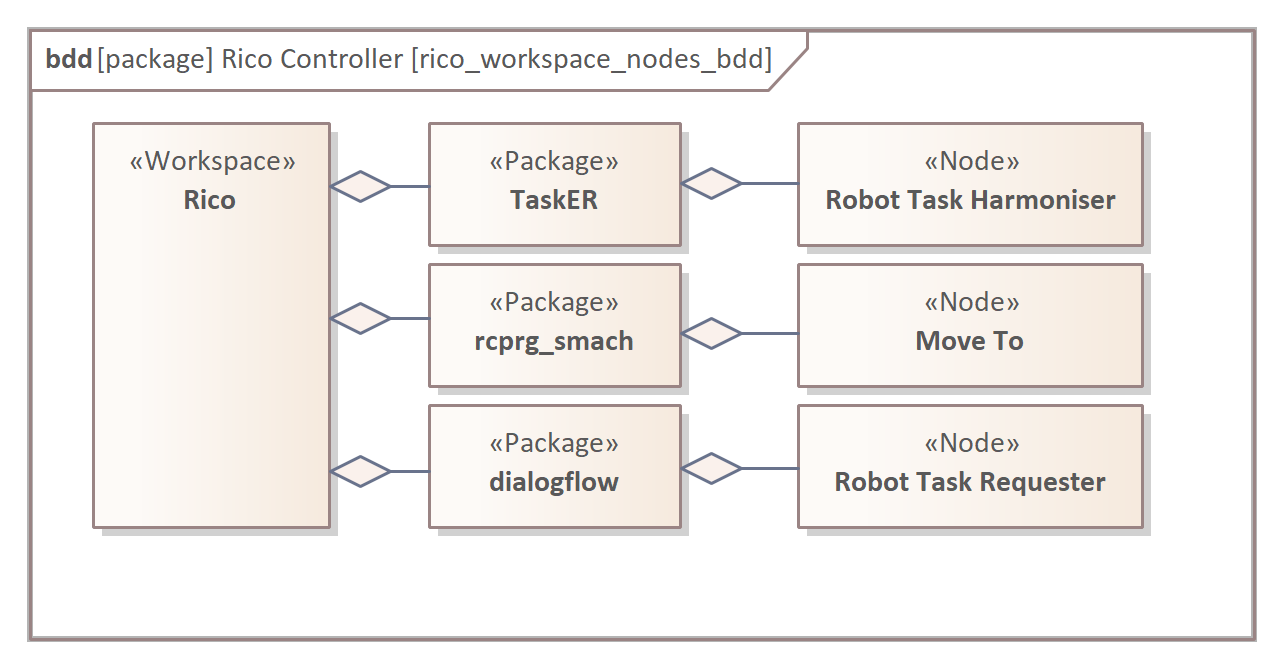 bdd [package] Rico Controller [rico_workspace_nodes_bdd]
«Workspace»
Rico
«Package»
TaskER
«Node»
Robot Task Harmoniser
«Package»
rcprg_smach
«Node»
Move To
«Package»
dialogflow
«Node»
Robot Task Requester